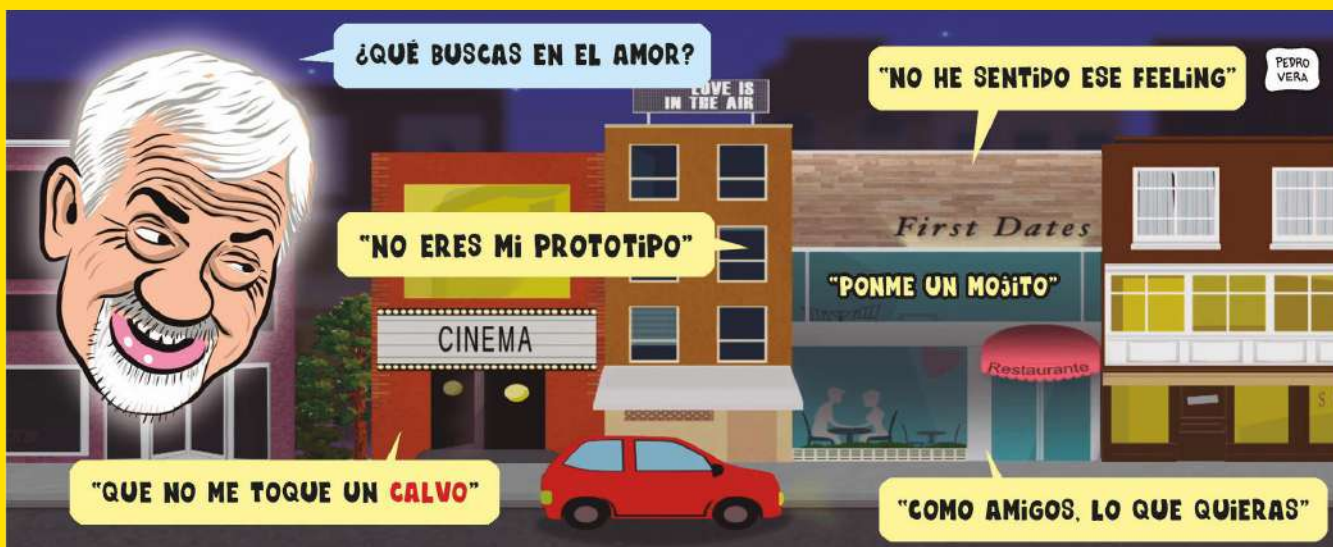 ¿QUÉ BUSCAS EN EL AMOR?
"NO HE SENTIDO ESE FEELiNG"
PEDRO
VERA
LOVE IS
IN THE AIR
"NO ERES Mi PROTOTiPO"
First Dates
"PONME UN MOJiTO"
CINEMA
Restaurante
"QUE NO ME TOQUE UN CALVO"
"COMO AMiGOS, LO QUE QUiERAS"